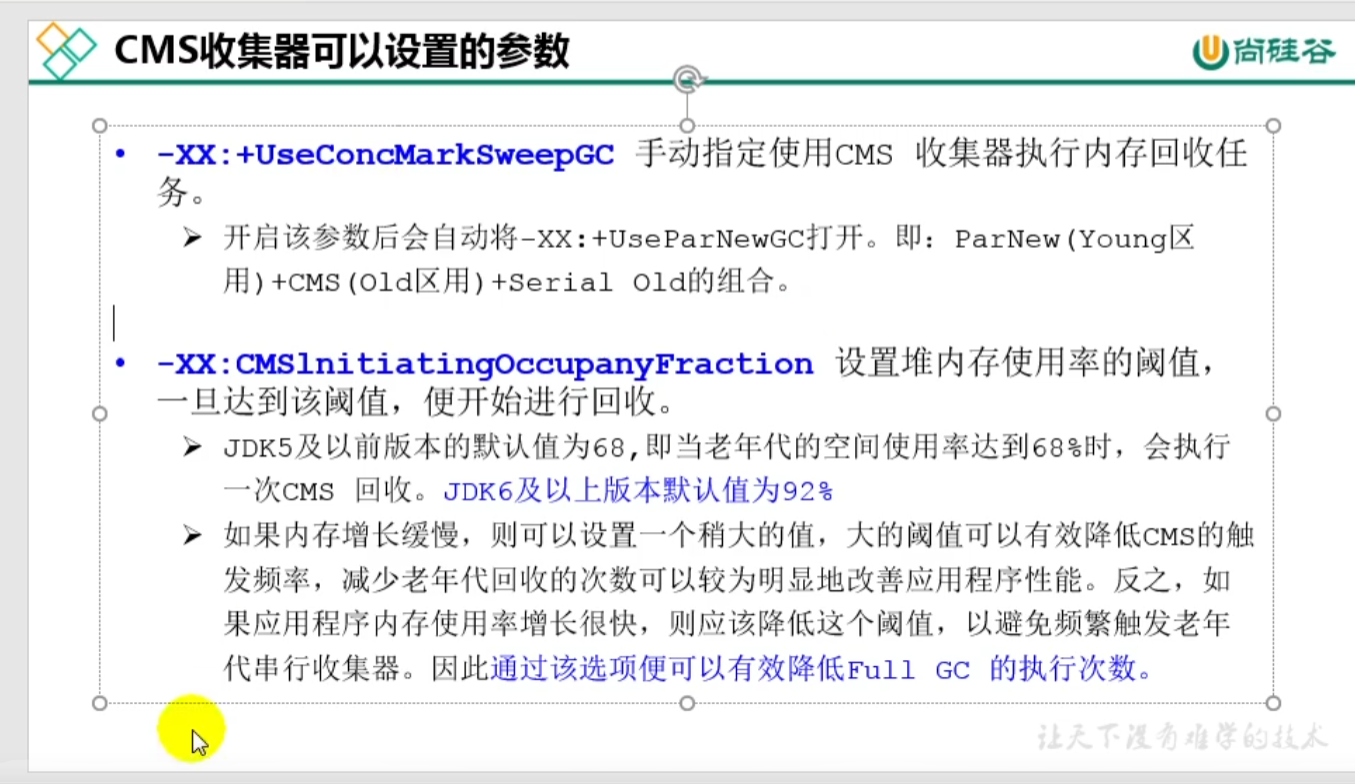 CMS收集器可以设置的参数
尚硅谷
• -XX:+UseConcMarkSweepGC 手动指定使用CMS 收集器执行内存回收任
务。
➢ 开启该参数后会自动将-XX:+UseParNewGC打开。即：ParNew(Young区
用)+CMS(Old区用)+Serial Old的组合。
• -XX:CMSlnitiatingOccupanyFraction 设置堆内存使用率的阈值，
一旦达到该阈值，便开始进行回收。
➢ JDK5及以前版本的默认值为68,即当老年代的空间使用率达到68%时，会执行
一次CMS 回收。JDK6及以上版本默认值为92%
➢ 如果内存增长缓慢，则可以设置一个稍大的值，大的阈值可以有效降低CMS的触
发频率，减少老年代回收的次数可以较为明显地改善应用程序性能。反之，如
果应用程序内存使用率增长很快，则应该降低这个阈值，以避免频繁触发老年
代串行收集器。因此通过该选项便可以有效降低Full GC 的执行次数。
让天下没有难学的技术